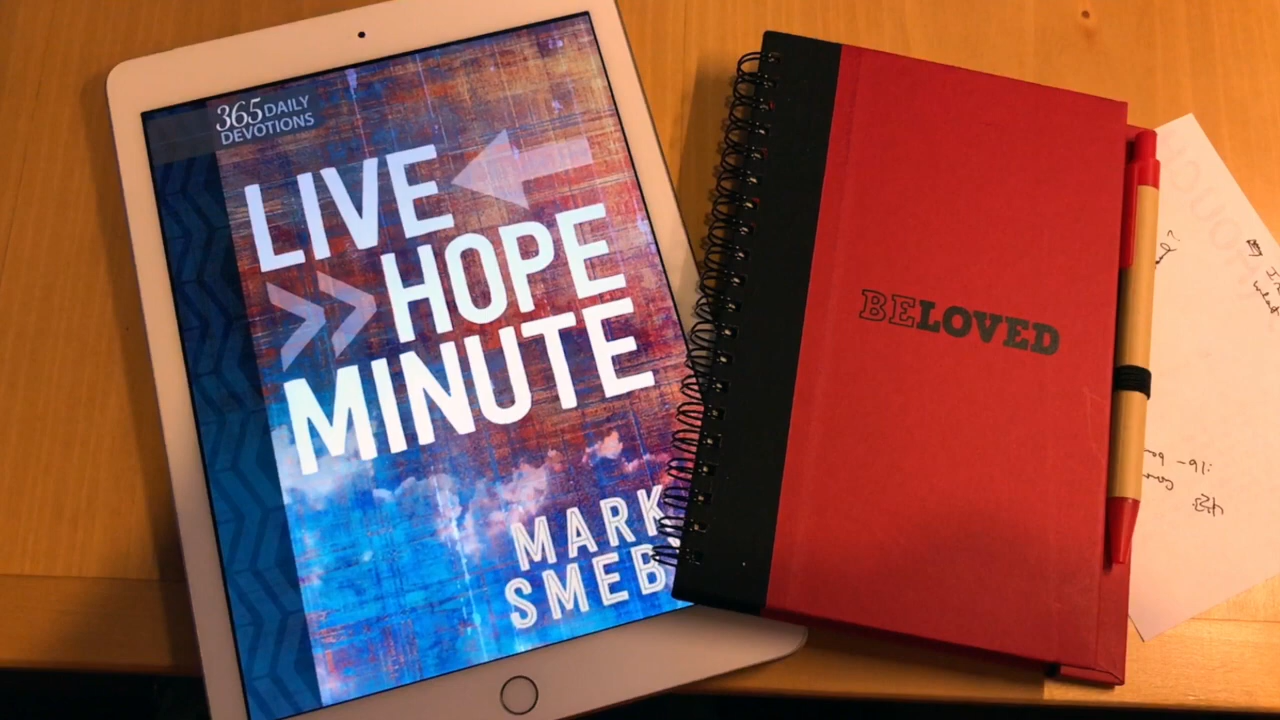 365 DAILY
DEVOTIONS
LIVE
HOPE
MINUTE
MARK
SMEB
BELOVED